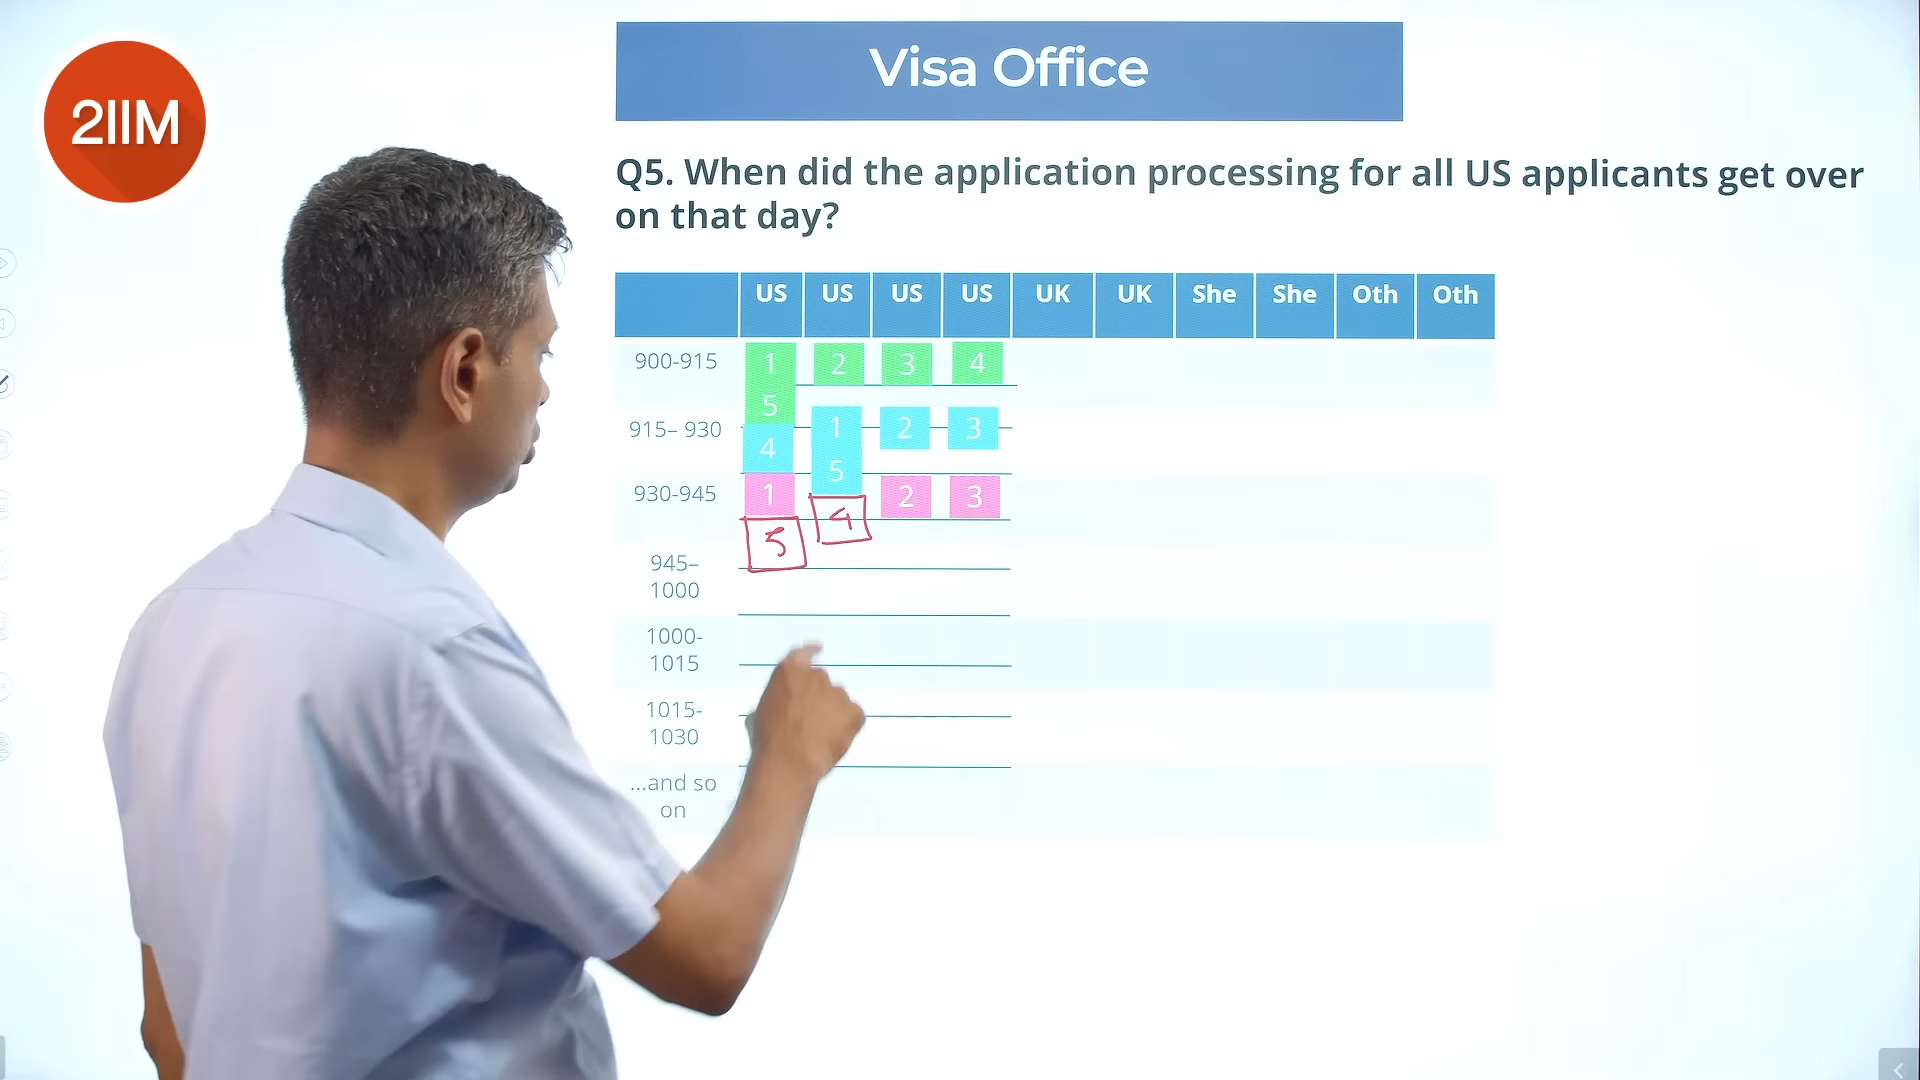 2IIM
Visa Office
Q5. When did the application processing for all US applicants get over
on that day?
US US US US UK UK She She Oth Oth
900-915 1 2 3 4
5
915– 930 1 2 3
4 5
930-945 1 2 3
5 4
945–
1000
1000-
1015
1015-
1030
...and so
on